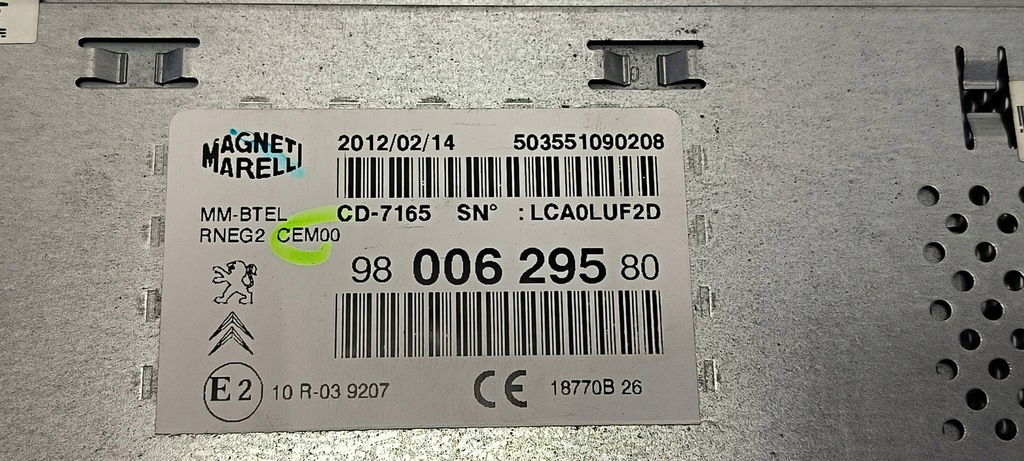 MAGNETI MARELLI
2012/02/14 503551090208
MM-BTEL CD-7165 SN° : LCA0LUF2D
RNEG2 CEM00
98 006 295 80
E2 10 R-03 9207 CE 18770B 26